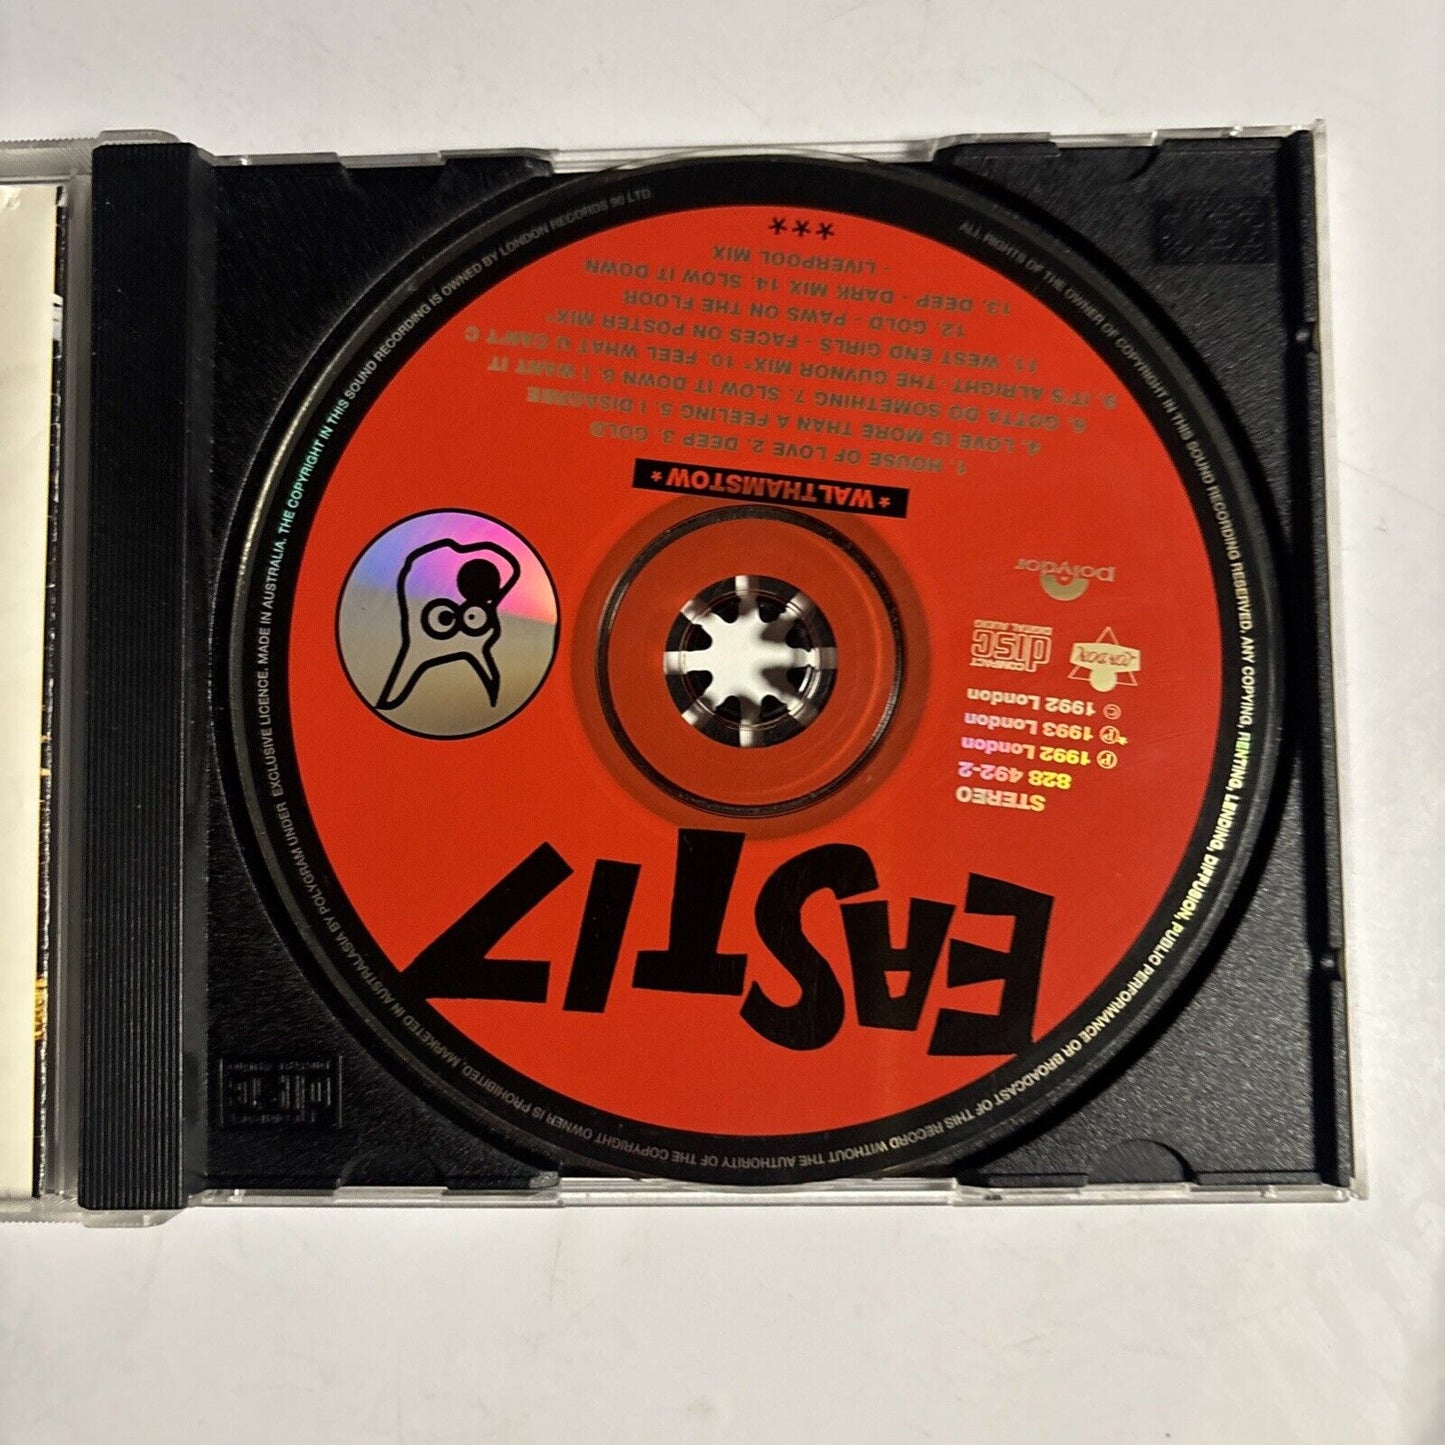 EAST 17
STEREO
828 492-2
℗ 1992 London
*℗ 1993 London
© 1992 London
LONDON
COMPACT
disc
DIGITAL AUDIO
polydor
*WALTHAMSTOW*
1. HOUSE OF LOVE 2. DEEP 3. GOLD
4. LOVE IS MORE THAN A FEELING 5. I DISAGREE
6. GOTTA DO SOMETHING 7. SLOW IT DOWN 8. I WANT IT
9. IT'S ALRIGHT - THE GUVNOR MIX* 10. FEEL WHAT U CAN'T C
11. WEST END GIRLS - FACES ON POSTER MIX*
12. GOLD - PAWS ON THE FLOOR
13. DEEP - DARK MIX 14. SLOW IT DOWN
- LIVERPOOL MIX
***
ALL RIGHTS OF THE OWNER OF COPYRIGHT IN THIS SOUND RECORDING RESERVED. ANY COPYING, RENTING, LENDING, DIFFUSION, PUBLIC PERFORMANCE OR BROADCAST OF THIS RECORD WITHOUT THE AUTHORITY OF THE COPYRIGHT OWNER IS PROHIBITED. MARKETED IN AUSTRALASIA BY POLYGRAM UNDER EXCLUSIVE LICENCE. MADE IN AUSTRALIA. THE COPYRIGHT IN THIS SOUND RECORDING IS OWNED BY LONDON RECORDS 90 LTD.